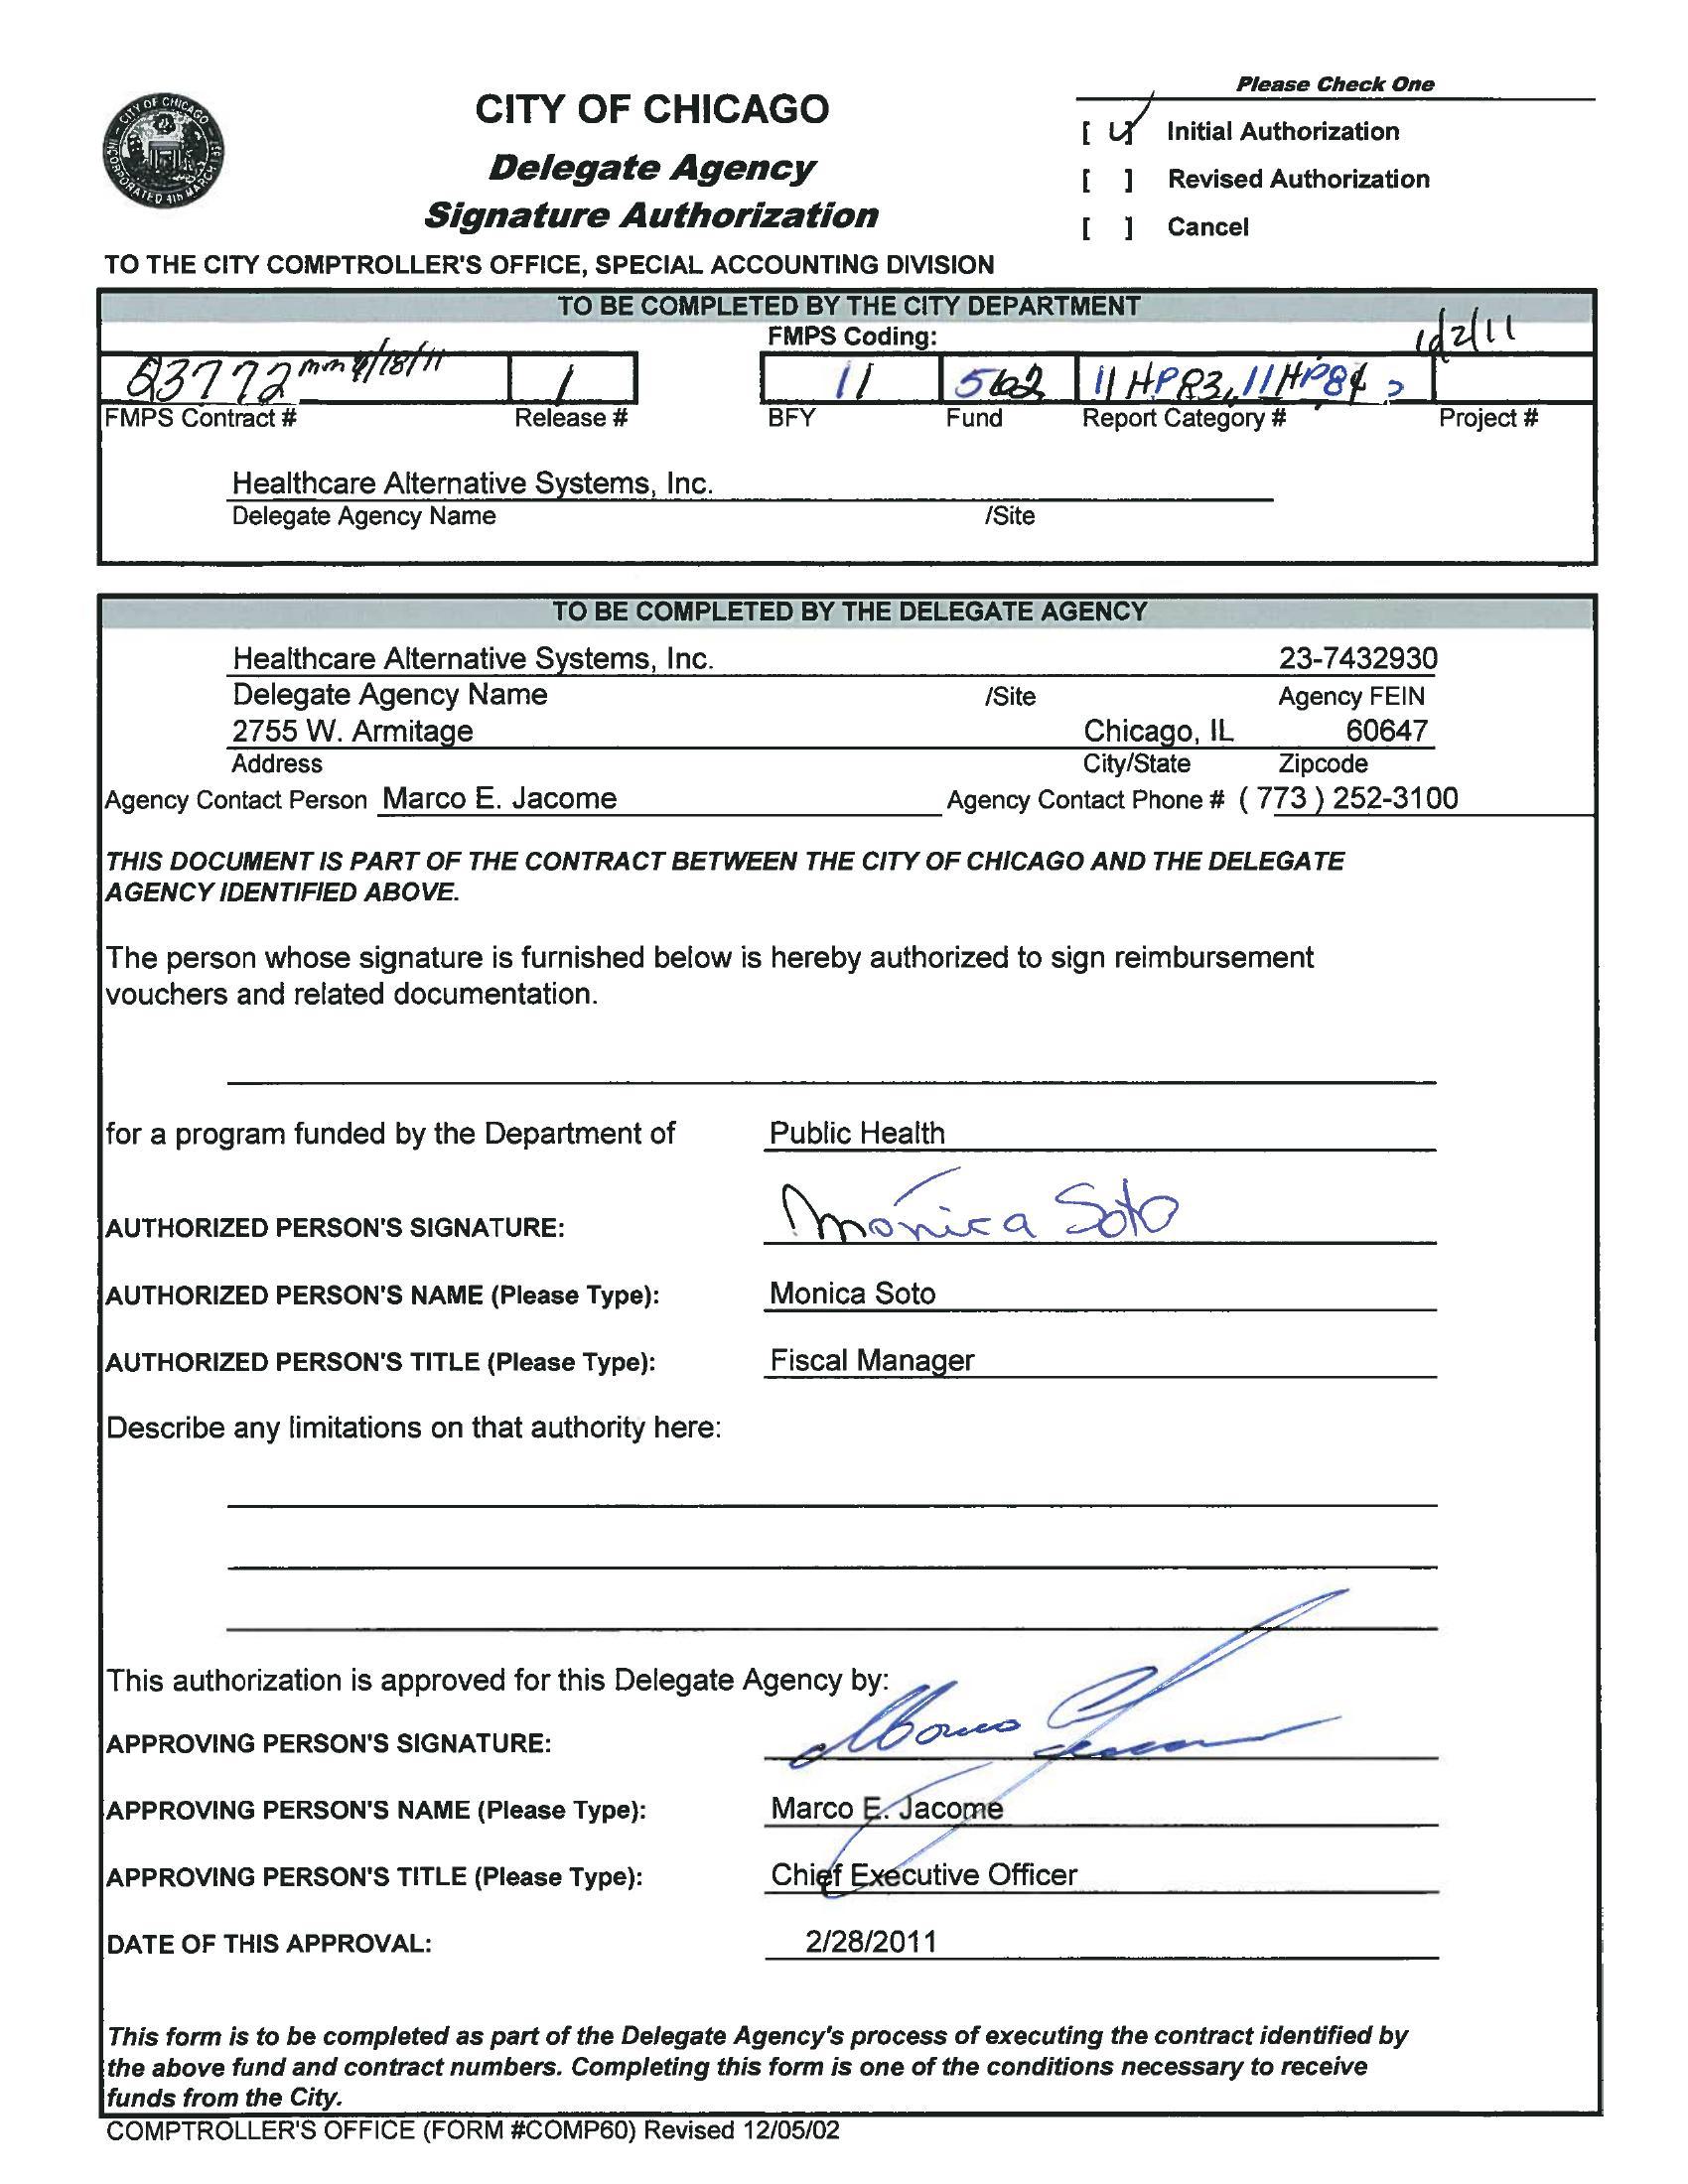 Please Check One
CITY OF CHICAGO
Delegate Agency
Signature Authorization
[ ] Initial Authorization
[ ] Revised Authorization
[ ] Cancel
CITY OF CHICAGO
INCORPORATED 4th MARCH
TO THE CITY COMPTROLLER'S OFFICE, SPECIAL ACCOUNTING DIVISION
TO BE COMPLETED BY THE CITY DEPARTMENT
FMPS Coding:
23772 mm 4/18/11 1 11 562 11 HP83, 11HP84
FMPS Contract # Release # BFY Fund Report Category # Project #
Healthcare Alternative Systems, Inc.
Delegate Agency Name /Site
TO BE COMPLETED BY THE DELEGATE AGENCY
Healthcare Alternative Systems, Inc. 23-7432930
Delegate Agency Name /Site Agency FEIN
2755 W. Armitage Chicago, IL 60647
Address City/State Zipcode
Agency Contact Person Marco E. Jacome Agency Contact Phone # ( 773 ) 252-3100
THIS DOCUMENT IS PART OF THE CONTRACT BETWEEN THE CITY OF CHICAGO AND THE DELEGATE
AGENCY IDENTIFIED ABOVE.
The person whose signature is furnished below is hereby authorized to sign reimbursement
vouchers and related documentation.
for a program funded by the Department of Public Health
AUTHORIZED PERSON'S SIGNATURE: Monica Soto
AUTHORIZED PERSON'S NAME (Please Type): Monica Soto
AUTHORIZED PERSON'S TITLE (Please Type): Fiscal Manager
Describe any limitations on that authority here:
This authorization is approved for this Delegate Agency by:
APPROVING PERSON'S SIGNATURE:
APPROVING PERSON'S NAME (Please Type): Marco E. Jacome
APPROVING PERSON'S TITLE (Please Type): Chief Executive Officer
DATE OF THIS APPROVAL: 2/28/2011
This form is to be completed as part of the Delegate Agency's process of executing the contract identified by
the above fund and contract numbers. Completing this form is one of the conditions necessary to receive
funds from the City.
COMPTROLLER'S OFFICE (FORM #COMP60) Revised 12/05/02